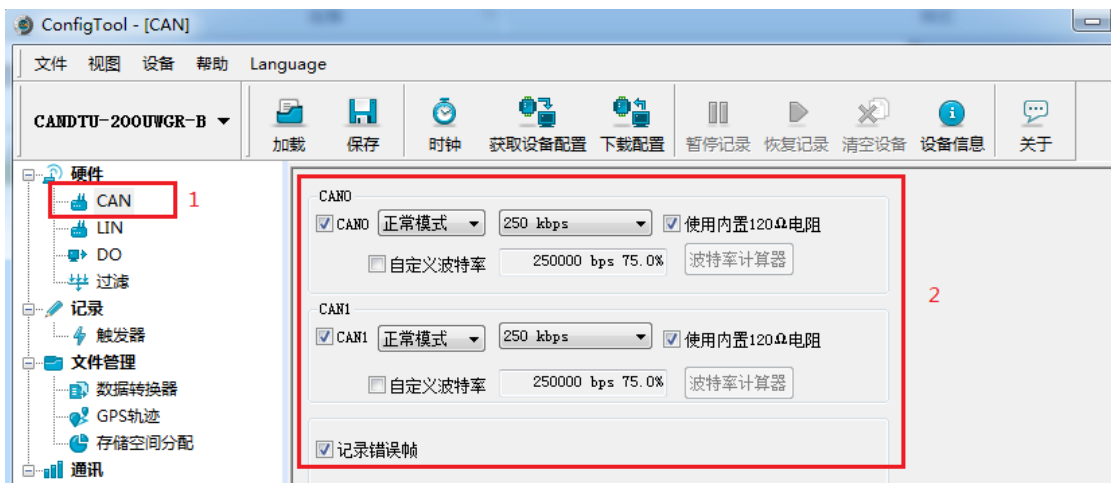 ConfigTool - [CAN]
文件 视图 设备 帮助 Language
CANDTU-200UWGR-B
加载 保存 时钟 获取设备配置 下载配置 暂停记录 恢复记录 清空设备 设备信息 关于
硬件
CAN 1
LIN
DO
过滤
记录
触发器
文件管理
数据转换器
GPS轨迹
存储空间分配
通讯
CAN0
CAN0 正常模式 250 kbps 使用内置120Ω电阻
自定义波特率 250000 bps 75.0% 波特率计算器
2
CAN1
CAN1 正常模式 250 kbps 使用内置120Ω电阻
自定义波特率 250000 bps 75.0% 波特率计算器
记录错误帧